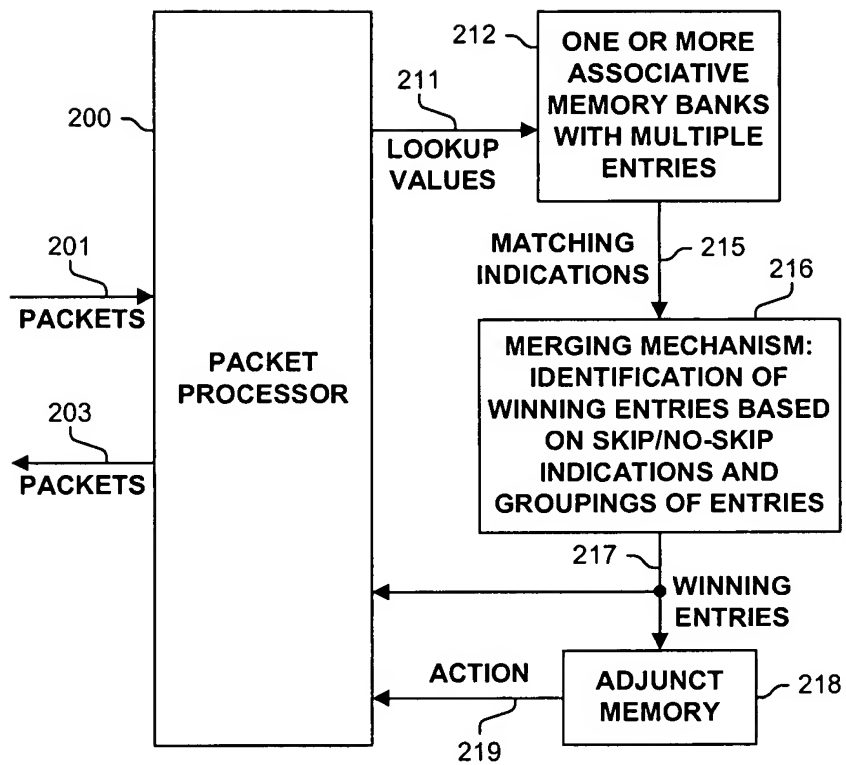 212
ONE OR MORE
ASSOCIATIVE
MEMORY BANKS
WITH MULTIPLE
ENTRIES
211
LOOKUP
VALUES
200
MATCHING
INDICATIONS
215
201
PACKETS
216
MERGING MECHANISM:
IDENTIFICATION OF
WINNING ENTRIES BASED
ON SKIP/NO-SKIP
INDICATIONS AND
GROUPINGS OF ENTRIES
PACKET
PROCESSOR
203
PACKETS
217
WINNING
ENTRIES
ACTION
219
ADJUNCT
MEMORY
218